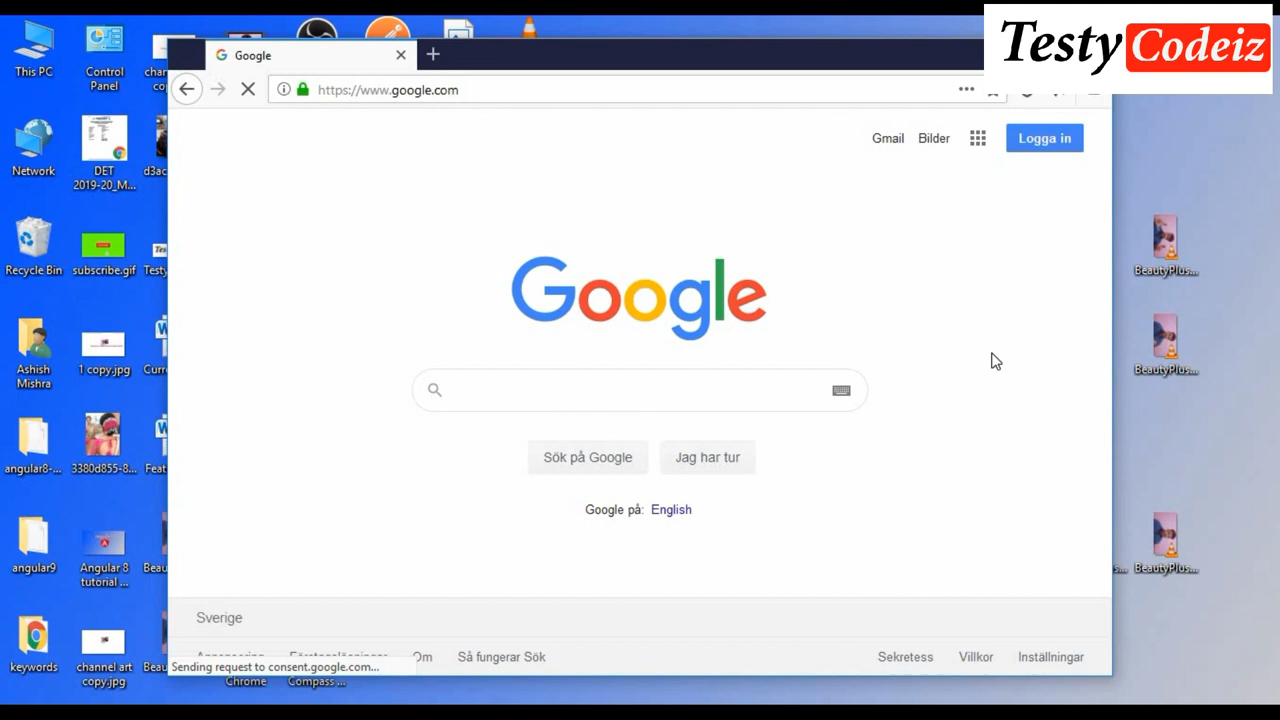 Testy Codeiz
Google
https://www.google.com
Gmail Bilder Logga in
Google
Sök på Google Jag har tur
Google på: English
Sverige
Om Så fungerar Sök Sekretess Villkor Inställningar
Sending request to consent.google.com...
This PC
Control Panel
Network
DET 2019-20_M...
Recycle Bin
subscribe.gif
Testy
Ashish Mishra
1 copy.jpg
angular8-...
3380d855-8...
angular9
Angular 8 tutorial ...
keywords
channel art copy.jpg
Chrome
Compass ...
BeautyPlus...
BeautyPlus...
BeautyPlus...